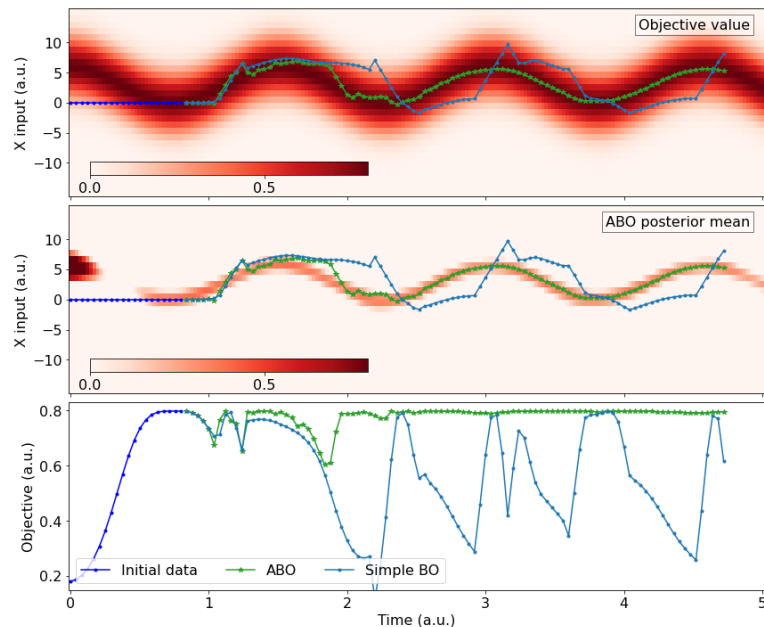 Objective value
X input (a.u.)
10
5
0
−5
−10
0.0
0.5
ABO posterior mean
X input (a.u.)
10
5
0
−5
−10
0.0
0.5
Objective (a.u.)
0.8
0.6
0.4
0.2
Initial data
ABO
Simple BO
0
1
2
3
4
5
Time (a.u.)